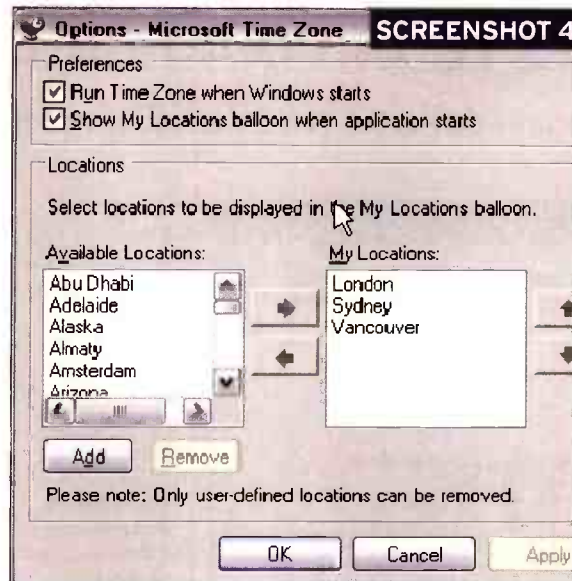 Options - Microsoft Time Zone
SCREENSHOT 4
Preferences
Run Time Zone when Windows starts
Show My Locations balloon when application starts
Locations
Select locations to be displayed in the My Locations balloon.
Available Locations:
Abu Dhabi
Adelaide
Alaska
Almaty
Amsterdam
Arizona
My Locations:
London
Sydney
Vancouver
Add
Remove
Please note: Only user-defined locations can be removed.
OK
Cancel
Apply